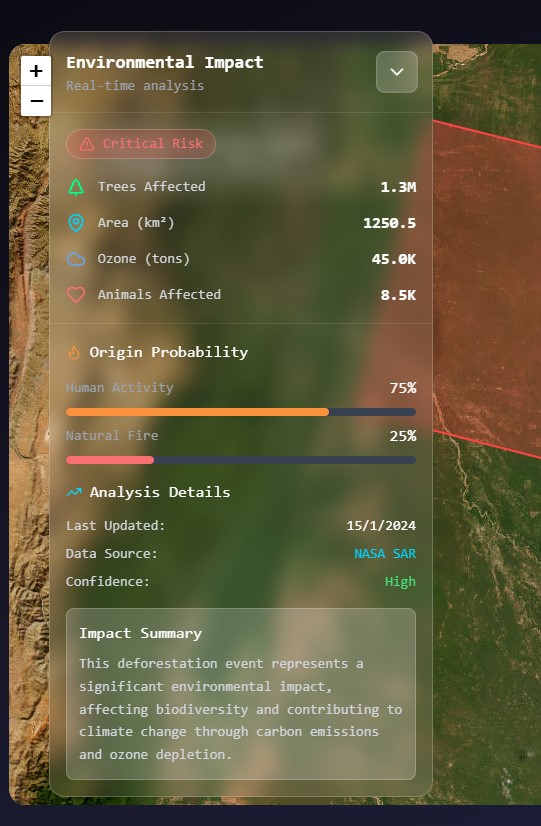 +
Environmental Impact
Real-time analysis
−
Critical Risk
Trees Affected 1.3M
Area (km²) 1250.5
Ozone (tons) 45.0K
Animals Affected 8.5K
Origin Probability
Human Activity 75%
Natural Fire 25%
Analysis Details
Last Updated: 15/1/2024
Data Source: NASA SAR
Confidence: High
Impact Summary
This deforestation event represents a
significant environmental impact,
affecting biodiversity and contributing to
climate change through carbon emissions
and ozone depletion.